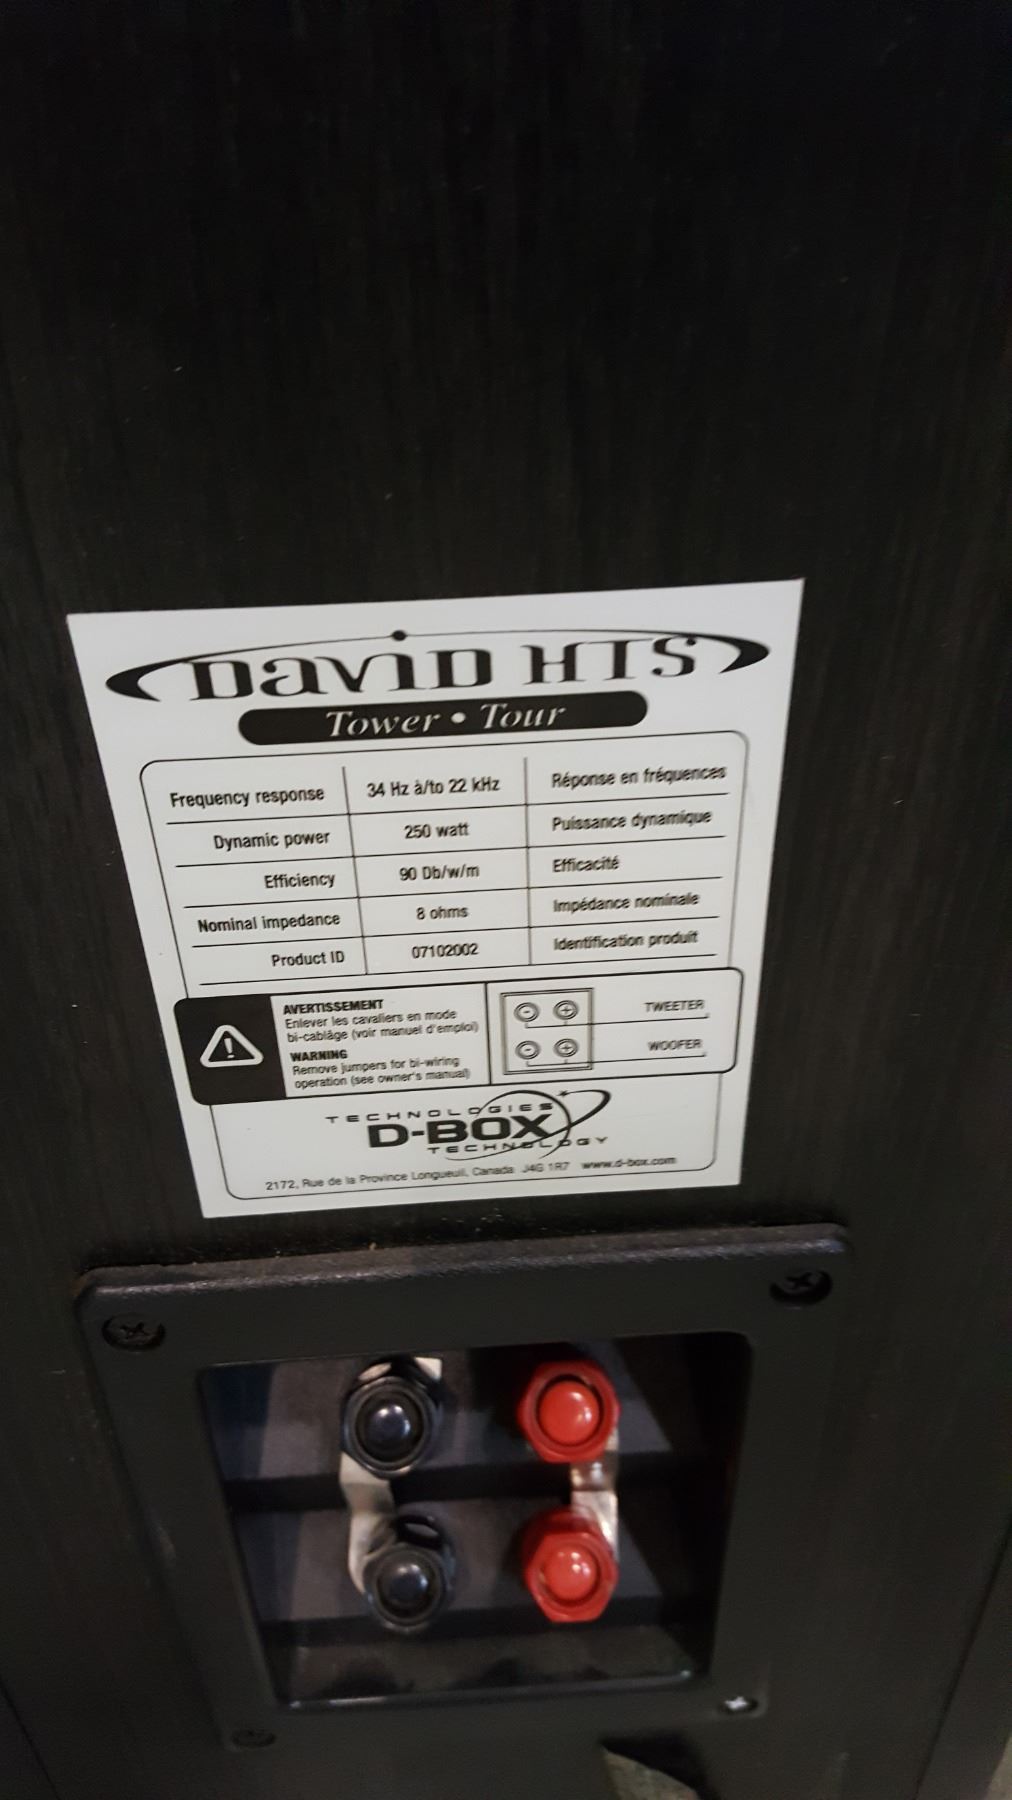 DAVID HTS
Tower • Tour
Frequency response 34 Hz à/to 22 kHz Réponse en fréquences
Dynamic power 250 watt Puissance dynamique
Efficiency 90 Db/w/m Efficacité
Nominal impedance 8 ohms Impédance nominale
Product ID 07102002 Identification produit
AVERTISSEMENT
Enlever les cavaliers en mode
bi-cablâge (voir manuel d'emploi)
WARNING
Remove jumpers for bi-wiring
operation (see owner's manual)
- + TWEETER
- + WOOFER
TECHNOLOGIES
D-BOX
TECHNOLOGY
2172, Rue de la Province Longueuil, Canada J4G 1R7 www.d-box.com